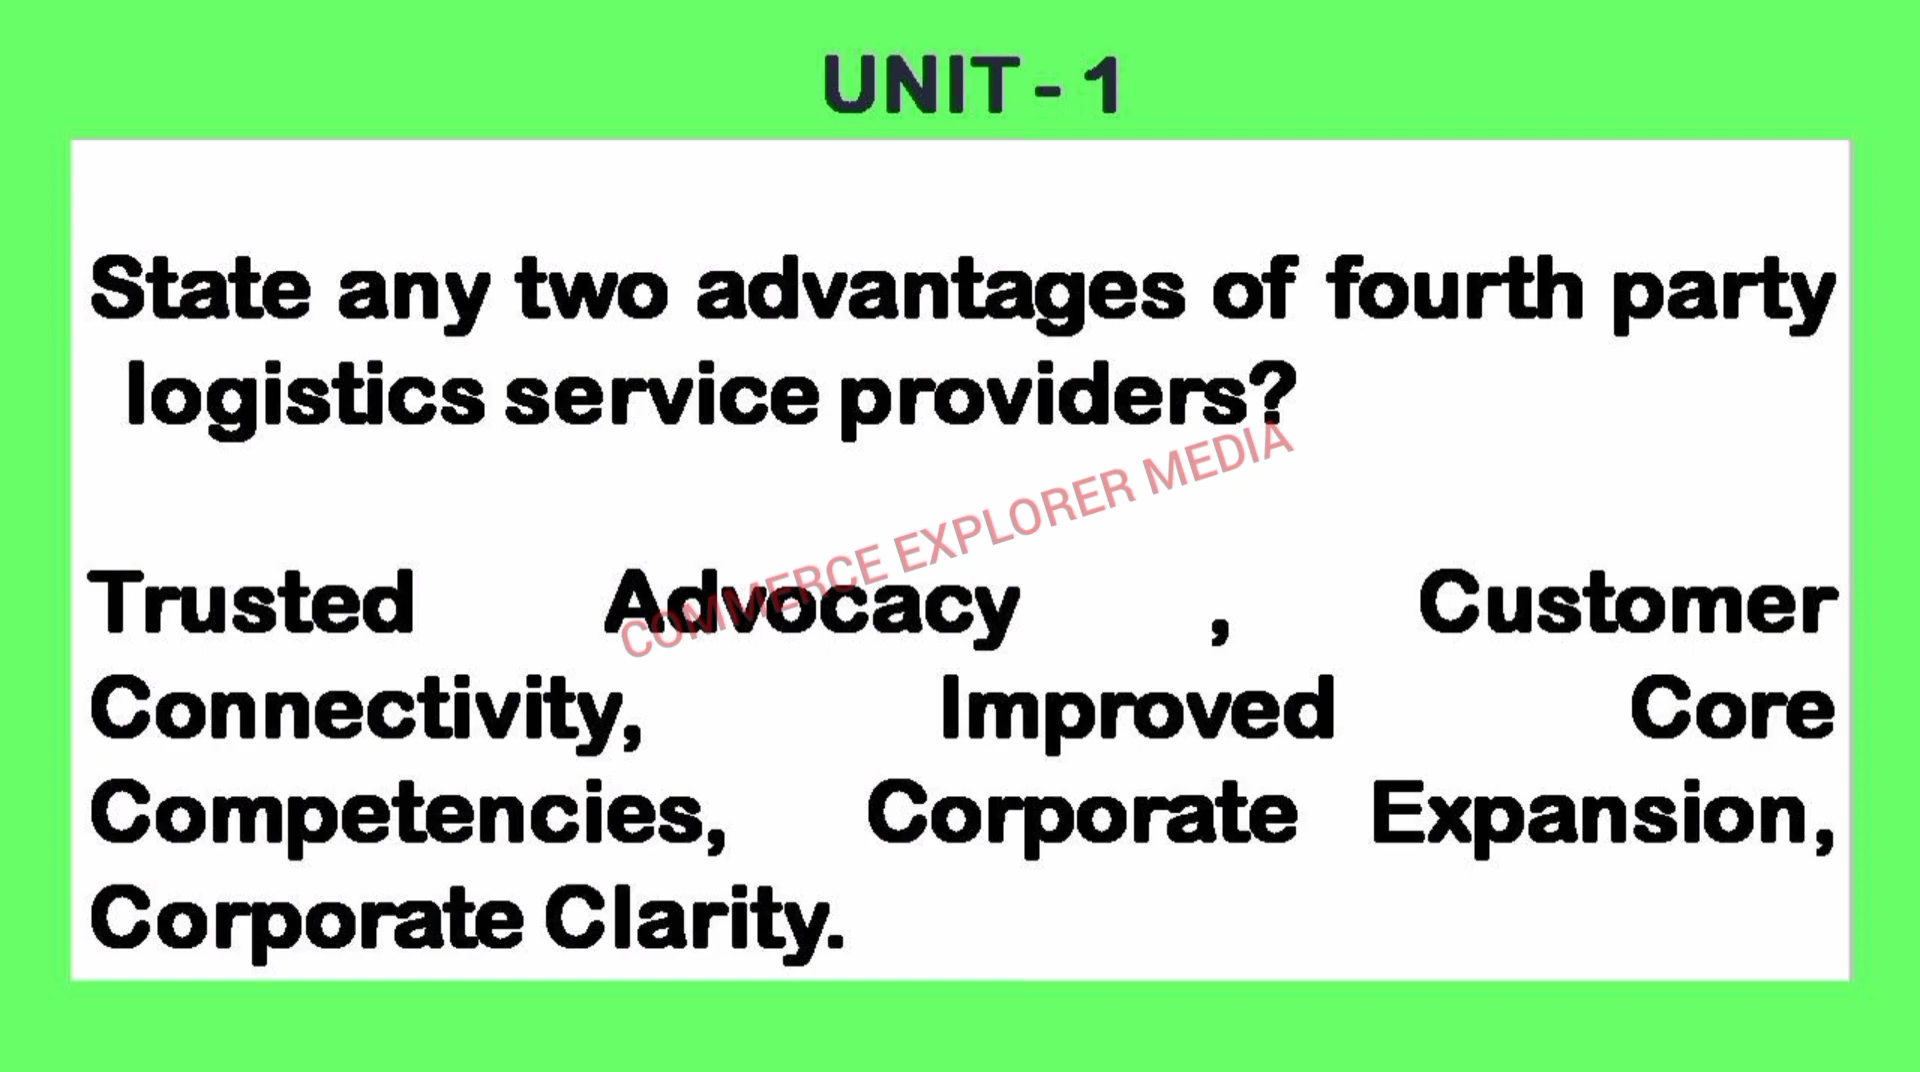 UNIT - 1
State any two advantages of fourth party
logistics service providers?
COMMERCE EXPLORER MEDIA
Trusted Advocacy , Customer
Connectivity, Improved Core
Competencies, Corporate Expansion,
Corporate Clarity.